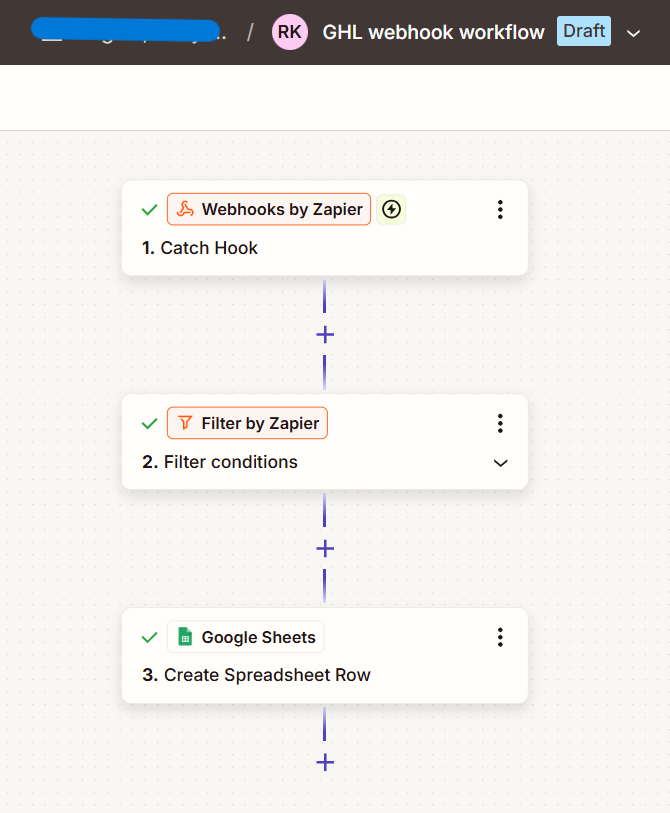 / RK GHL webhook workflow Draft
Webhooks by Zapier
1. Catch Hook
Filter by Zapier
2. Filter conditions
Google Sheets
3. Create Spreadsheet Row